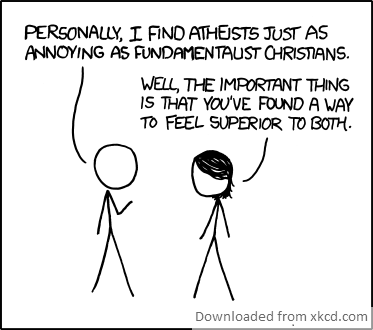 PERSONALLY, I FIND ATHEISTS JUST AS
ANNOYING AS FUNDAMENTALIST CHRISTIANS.
WELL, THE IMPORTANT THING
IS THAT YOU'VE FOUND A WAY
TO FEEL SUPERIOR TO BOTH.
Downloaded from xkcd.com